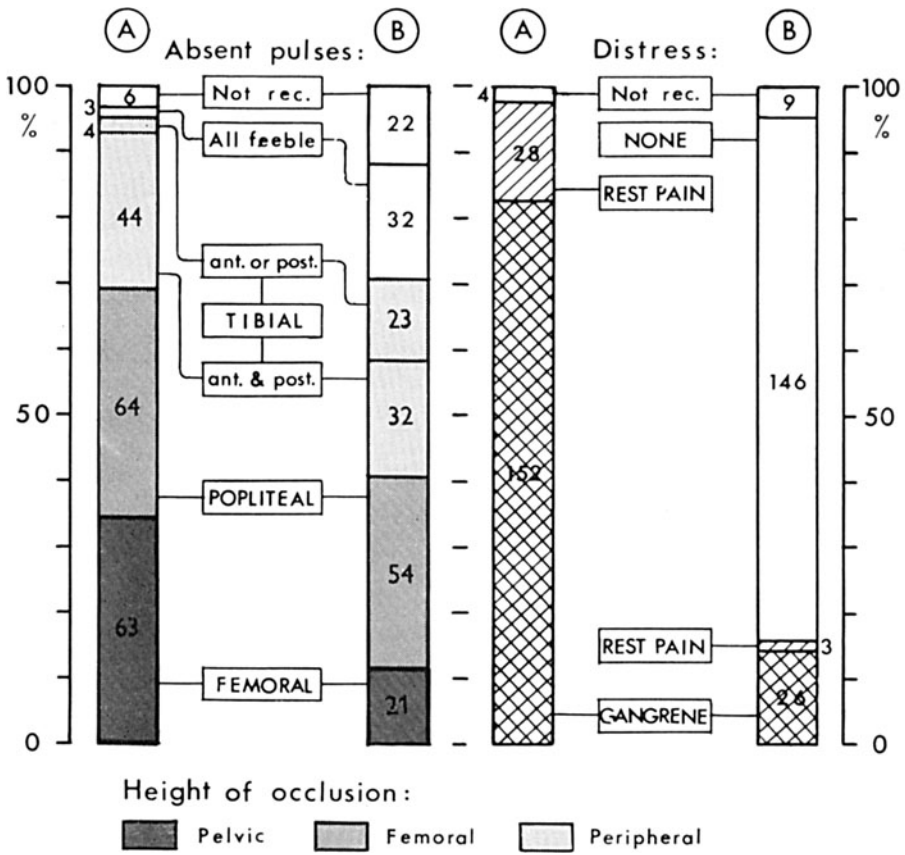 A B A B
Absent pulses: Distress:
100 6 Not rec. 22 4 Not rec. 9 100
% 3 All feeble NONE %
4 28
44 32 REST PAIN
ant. or post.
TIBIAL 23
ant. & post.
50 64 32 146 50
152
POPLITEAL
54
63 REST PAIN 3
FEMORAL 21 GANGRENE 26
0 0
Height of occlusion:
Pelvic Femoral Peripheral